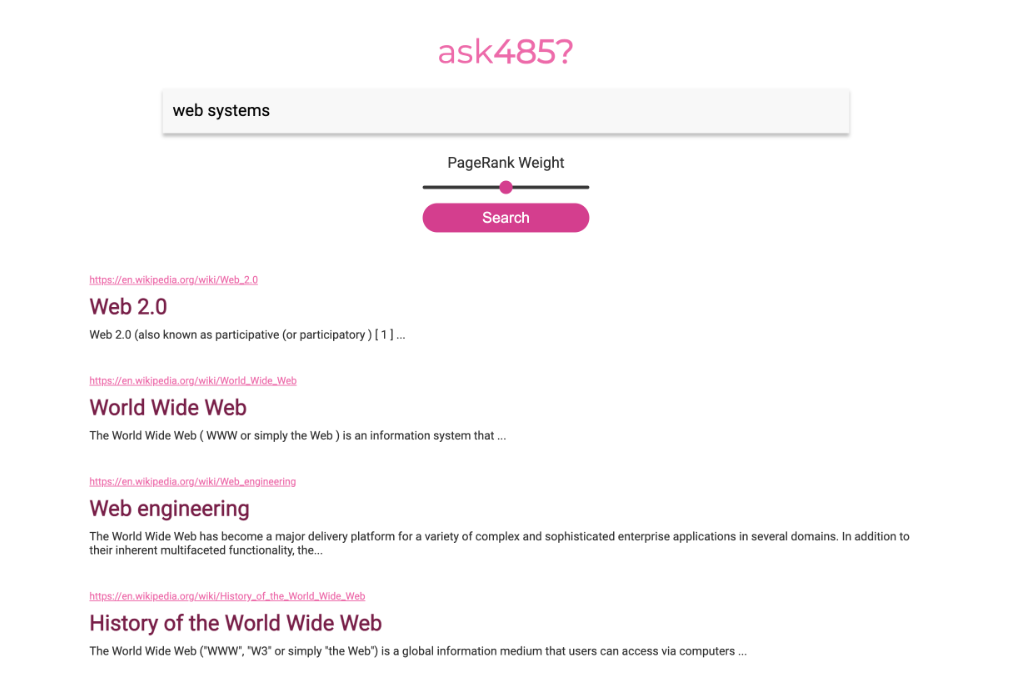 ask485?
web systems
PageRank Weight
Search
https://en.wikipedia.org/wiki/Web_2.0
Web 2.0
Web 2.0 (also known as participative (or participatory ) [ 1 ] ...
https://en.wikipedia.org/wiki/World_Wide_Web
World Wide Web
The World Wide Web ( WWW or simply the Web ) is an information system that ...
https://en.wikipedia.org/wiki/Web_engineering
Web engineering
The World Wide Web has become a major delivery platform for a variety of complex and sophisticated enterprise applications in several domains. In addition to
their inherent multifaceted functionality, the...
https://en.wikipedia.org/wiki/History_of_the_World_Wide_Web
History of the World Wide Web
The World Wide Web ("WWW", "W3" or simply "the Web") is a global information medium that users can access via computers ...